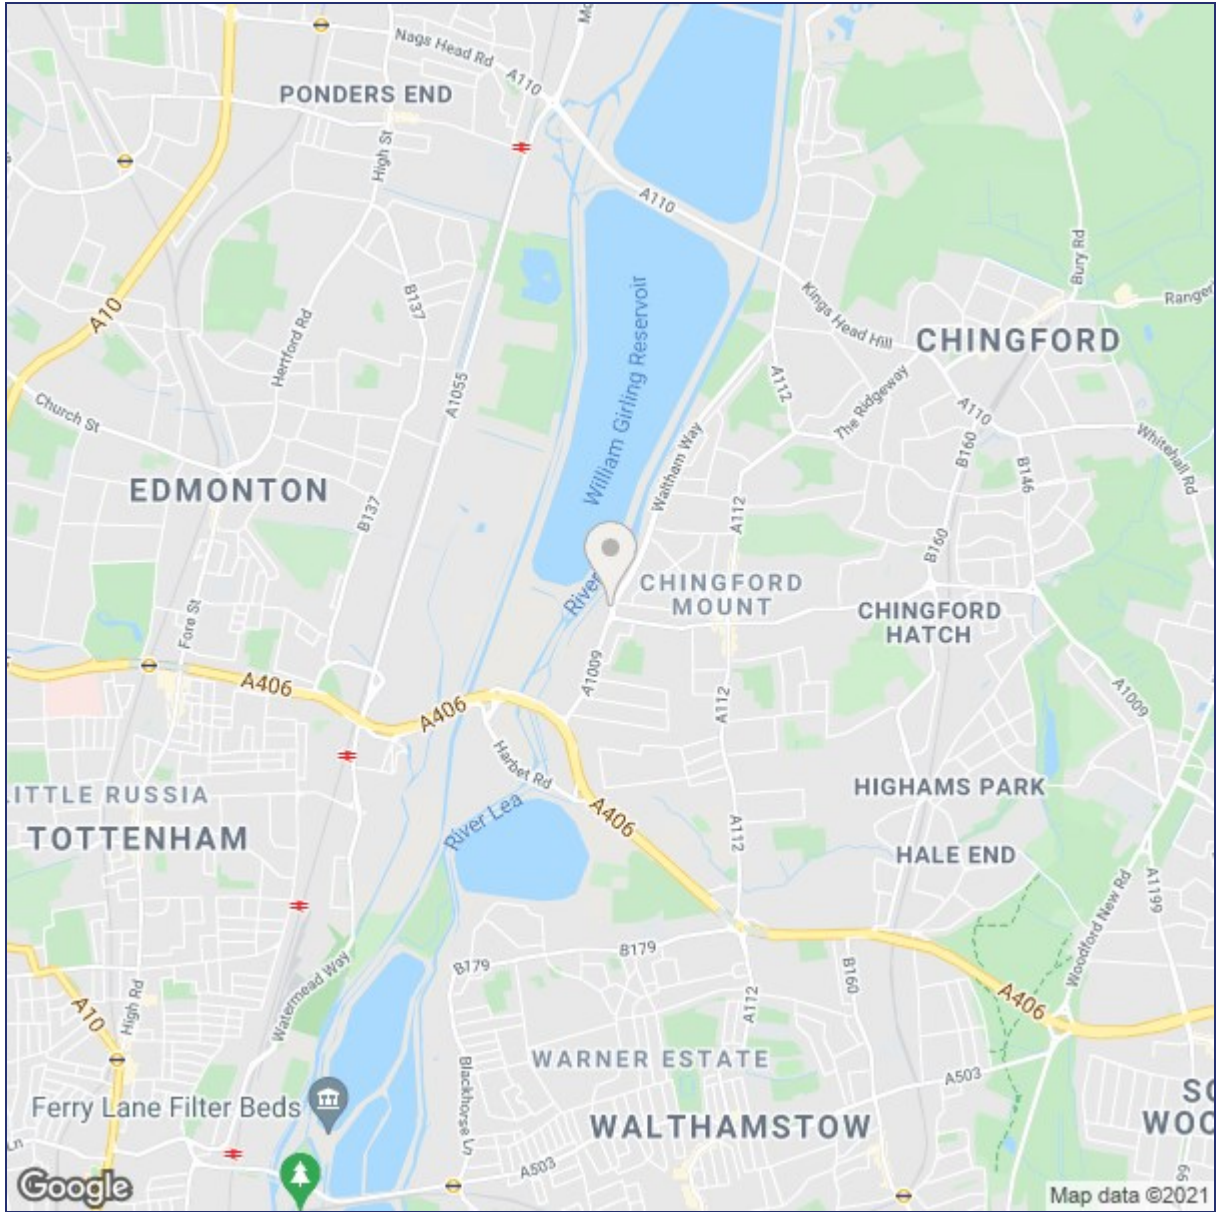 Nags Head Rd
A110
PONDERS END
High St
A110
Bury Rd
Ranger
A10
B137
Hertford Rd
William Girling Reservoir
Kings Head Hill
CHINGFORD
A1055
A112
The Ridgeway
A110
Church St
Waltham Way
B160
B146
Whitehall Rd
EDMONTON
B137
A112
B160
River
CHINGFORD
MOUNT
CHINGFORD
HATCH
Fore St
A406
A1009
A406
A112
A1009
Harbet Rd
LITTLE RUSSIA
TOTTENHAM
River Lea
A406
HIGHAMS PARK
A112
HALE END
A1199
Woodford New Rd
B179
B179
B160
Watermead Way
A10
High Rd
A112
A406
WARNER ESTATE
A503
Blackhorse Ln
Ferry Lane Filter Beds
WALTHAMSTOW
SO
WOO
Ln
A503
Google
Map data ©2021